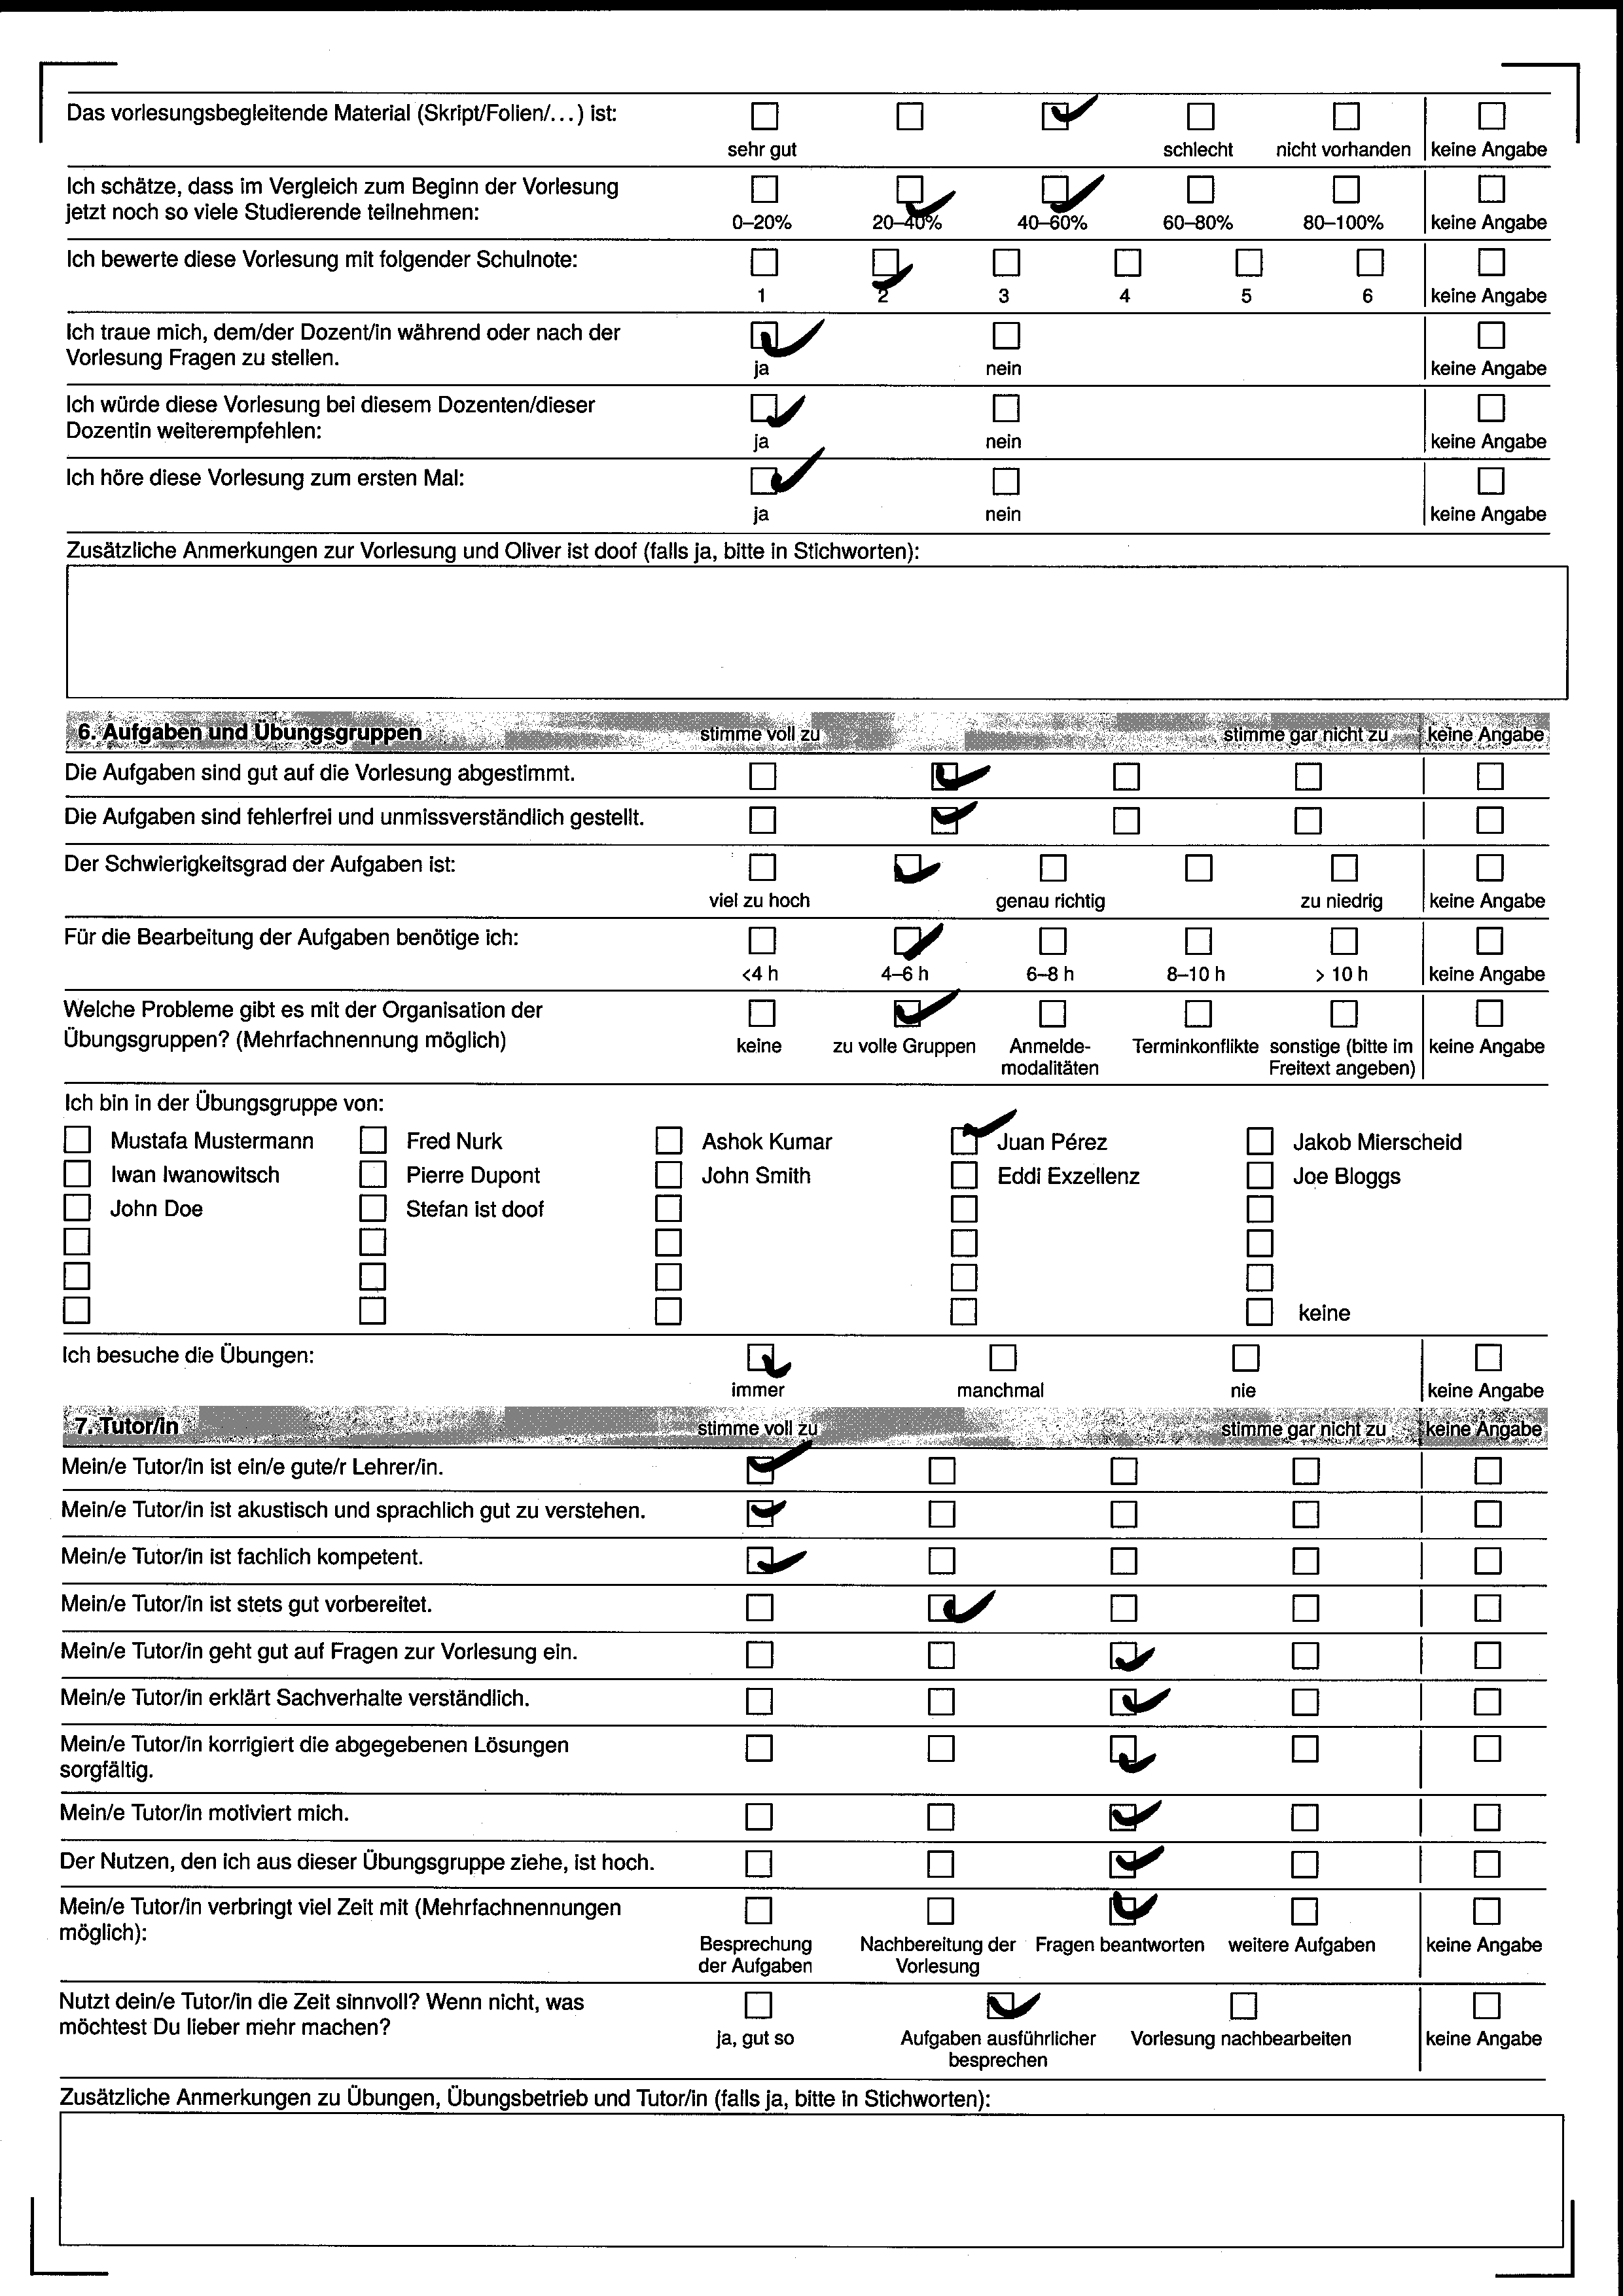 Das vorlesungsbegleitende Material (Skript/Folien/...) ist:
sehr gut schlecht nicht vorhanden keine Angabe
Ich schätze, dass im Vergleich zum Beginn der Vorlesung
jetzt noch so viele Studierende teilnehmen:
0–20% 20–40% 40–60% 60–80% 80–100% keine Angabe
Ich bewerte diese Vorlesung mit folgender Schulnote:
1 2 3 4 5 6 keine Angabe
Ich traue mich, dem/der Dozent/in während oder nach der
Vorlesung Fragen zu stellen.
ja nein keine Angabe
Ich würde diese Vorlesung bei diesem Dozenten/dieser
Dozentin weiterempfehlen:
ja nein keine Angabe
Ich höre diese Vorlesung zum ersten Mal:
ja nein keine Angabe
Zusätzliche Anmerkungen zur Vorlesung und Oliver ist doof (falls ja, bitte in Stichworten):
6. Aufgaben und Übungsgruppen stimme voll zu stimme gar nicht zu keine Angabe
Die Aufgaben sind gut auf die Vorlesung abgestimmt.
Die Aufgaben sind fehlerfrei und unmissverständlich gestellt.
Der Schwierigkeitsgrad der Aufgaben ist:
viel zu hoch genau richtig zu niedrig keine Angabe
Für die Bearbeitung der Aufgaben benötige ich:
<4 h 4–6 h 6–8 h 8–10 h > 10 h keine Angabe
Welche Probleme gibt es mit der Organisation der
Übungsgruppen? (Mehrfachnennung möglich)
keine zu volle Gruppen Anmelde- Terminkonflikte sonstige (bitte im keine Angabe
modalitäten Freitext angeben)
Ich bin in der Übungsgruppe von:
Mustafa Mustermann Fred Nurk Ashok Kumar Juan Pérez Jakob Mierscheid
Iwan Iwanowitsch Pierre Dupont John Smith Eddi Exzellenz Joe Bloggs
John Doe Stefan ist doof
keine
Ich besuche die Übungen:
immer manchmal nie keine Angabe
7. Tutor/in stimme voll zu stimme gar nicht zu keine Angabe
Mein/e Tutor/in ist ein/e gute/r Lehrer/in.
Mein/e Tutor/in ist akustisch und sprachlich gut zu verstehen.
Mein/e Tutor/in ist fachlich kompetent.
Mein/e Tutor/in ist stets gut vorbereitet.
Mein/e Tutor/in geht gut auf Fragen zur Vorlesung ein.
Mein/e Tutor/in erklärt Sachverhalte verständlich.
Mein/e Tutor/in korrigiert die abgegebenen Lösungen
sorgfältig.
Mein/e Tutor/in motiviert mich.
Der Nutzen, den ich aus dieser Übungsgruppe ziehe, ist hoch.
Mein/e Tutor/in verbringt viel Zeit mit (Mehrfachnennungen
möglich):
Besprechung Nachbereitung der Fragen beantworten weitere Aufgaben keine Angabe
der Aufgaben Vorlesung
Nutzt dein/e Tutor/in die Zeit sinnvoll? Wenn nicht, was
möchtest Du lieber mehr machen?
ja, gut so Aufgaben ausführlicher Vorlesung nachbearbeiten keine Angabe
besprechen
Zusätzliche Anmerkungen zu Übungen, Übungsbetrieb und Tutor/in (falls ja, bitte in Stichworten):